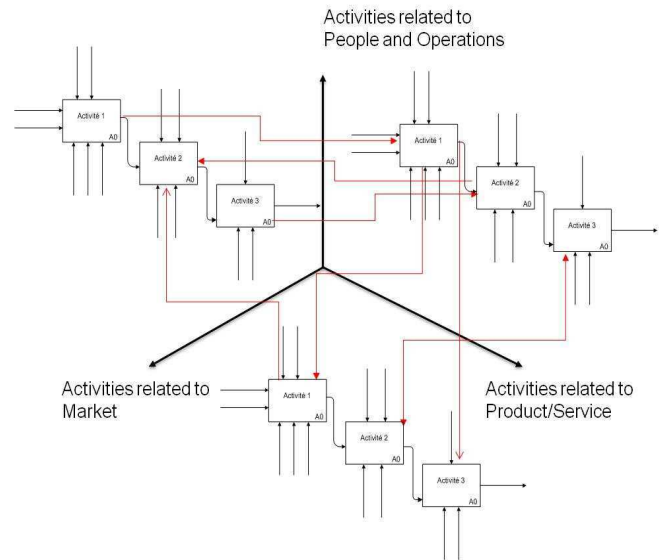 Activities related to
People and Operations
Activité 1
A0
Activité 2
A0
Activité 3
A0
Activité 1
A0
Activité 2
A0
Activité 3
A0
Activities related to
Market
Activities related to
Product/Service
Activité 1
A0
Activité 2
A0
Activité 3
A0